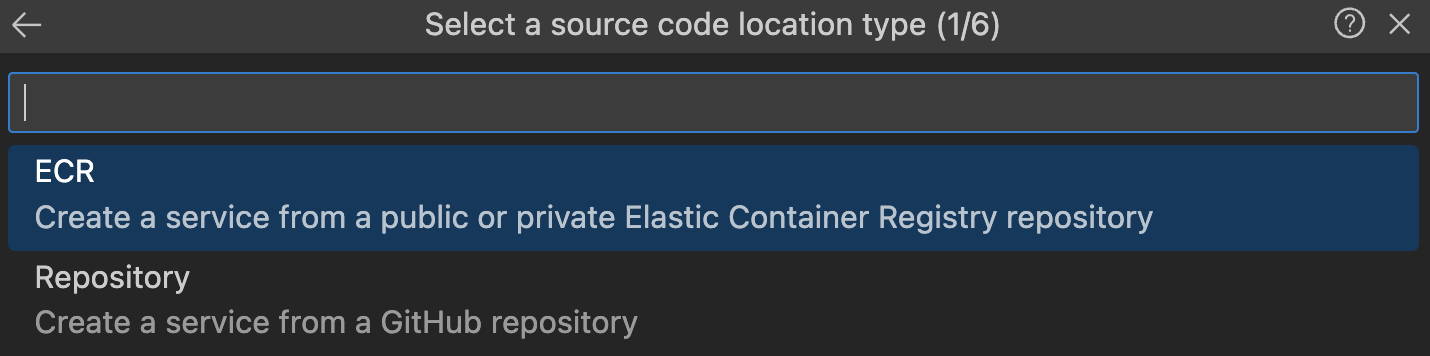 Select a source code location type (1/6)
ECR
Create a service from a public or private Elastic Container Registry repository
Repository
Create a service from a GitHub repository